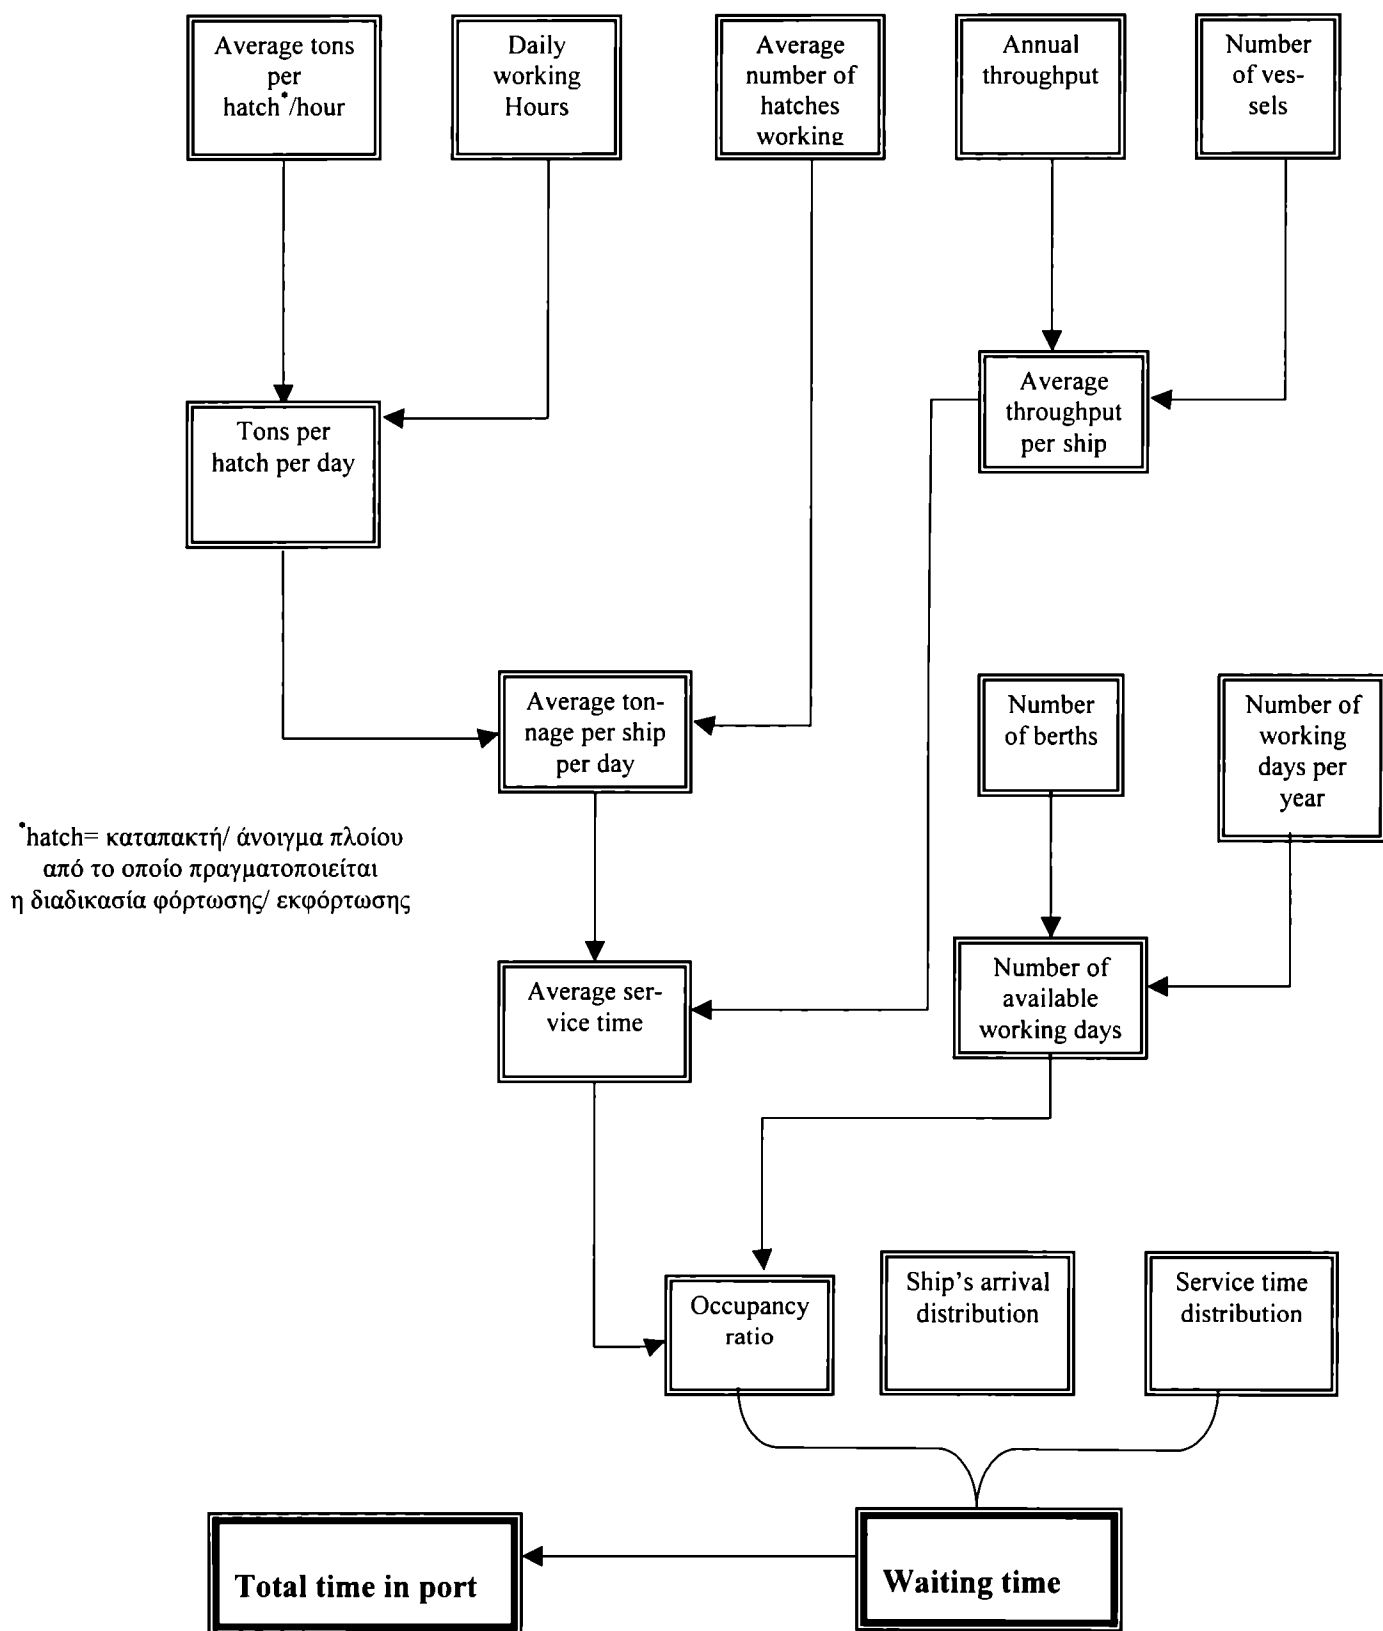 Average tons
per
hatch*/hour
Daily
working
Hours
Average
number of
hatches
working
Annual
throughput
Number
of ves-
sels
Average
throughput
per ship
Tons per
hatch per day
Average ton-
nage per ship
per day
Number
of berths
Number of
working
days per
year
*hatch= καταπακτή/ άνοιγμα πλοίου
από το οποίο πραγματοποιείται
η διαδικασία φόρτωσης/ εκφόρτωσης
Average ser-
vice time
Number of
available
working days
Occupancy
ratio
Ship's arrival
distribution
Service time
distribution
Total time in port
Waiting time